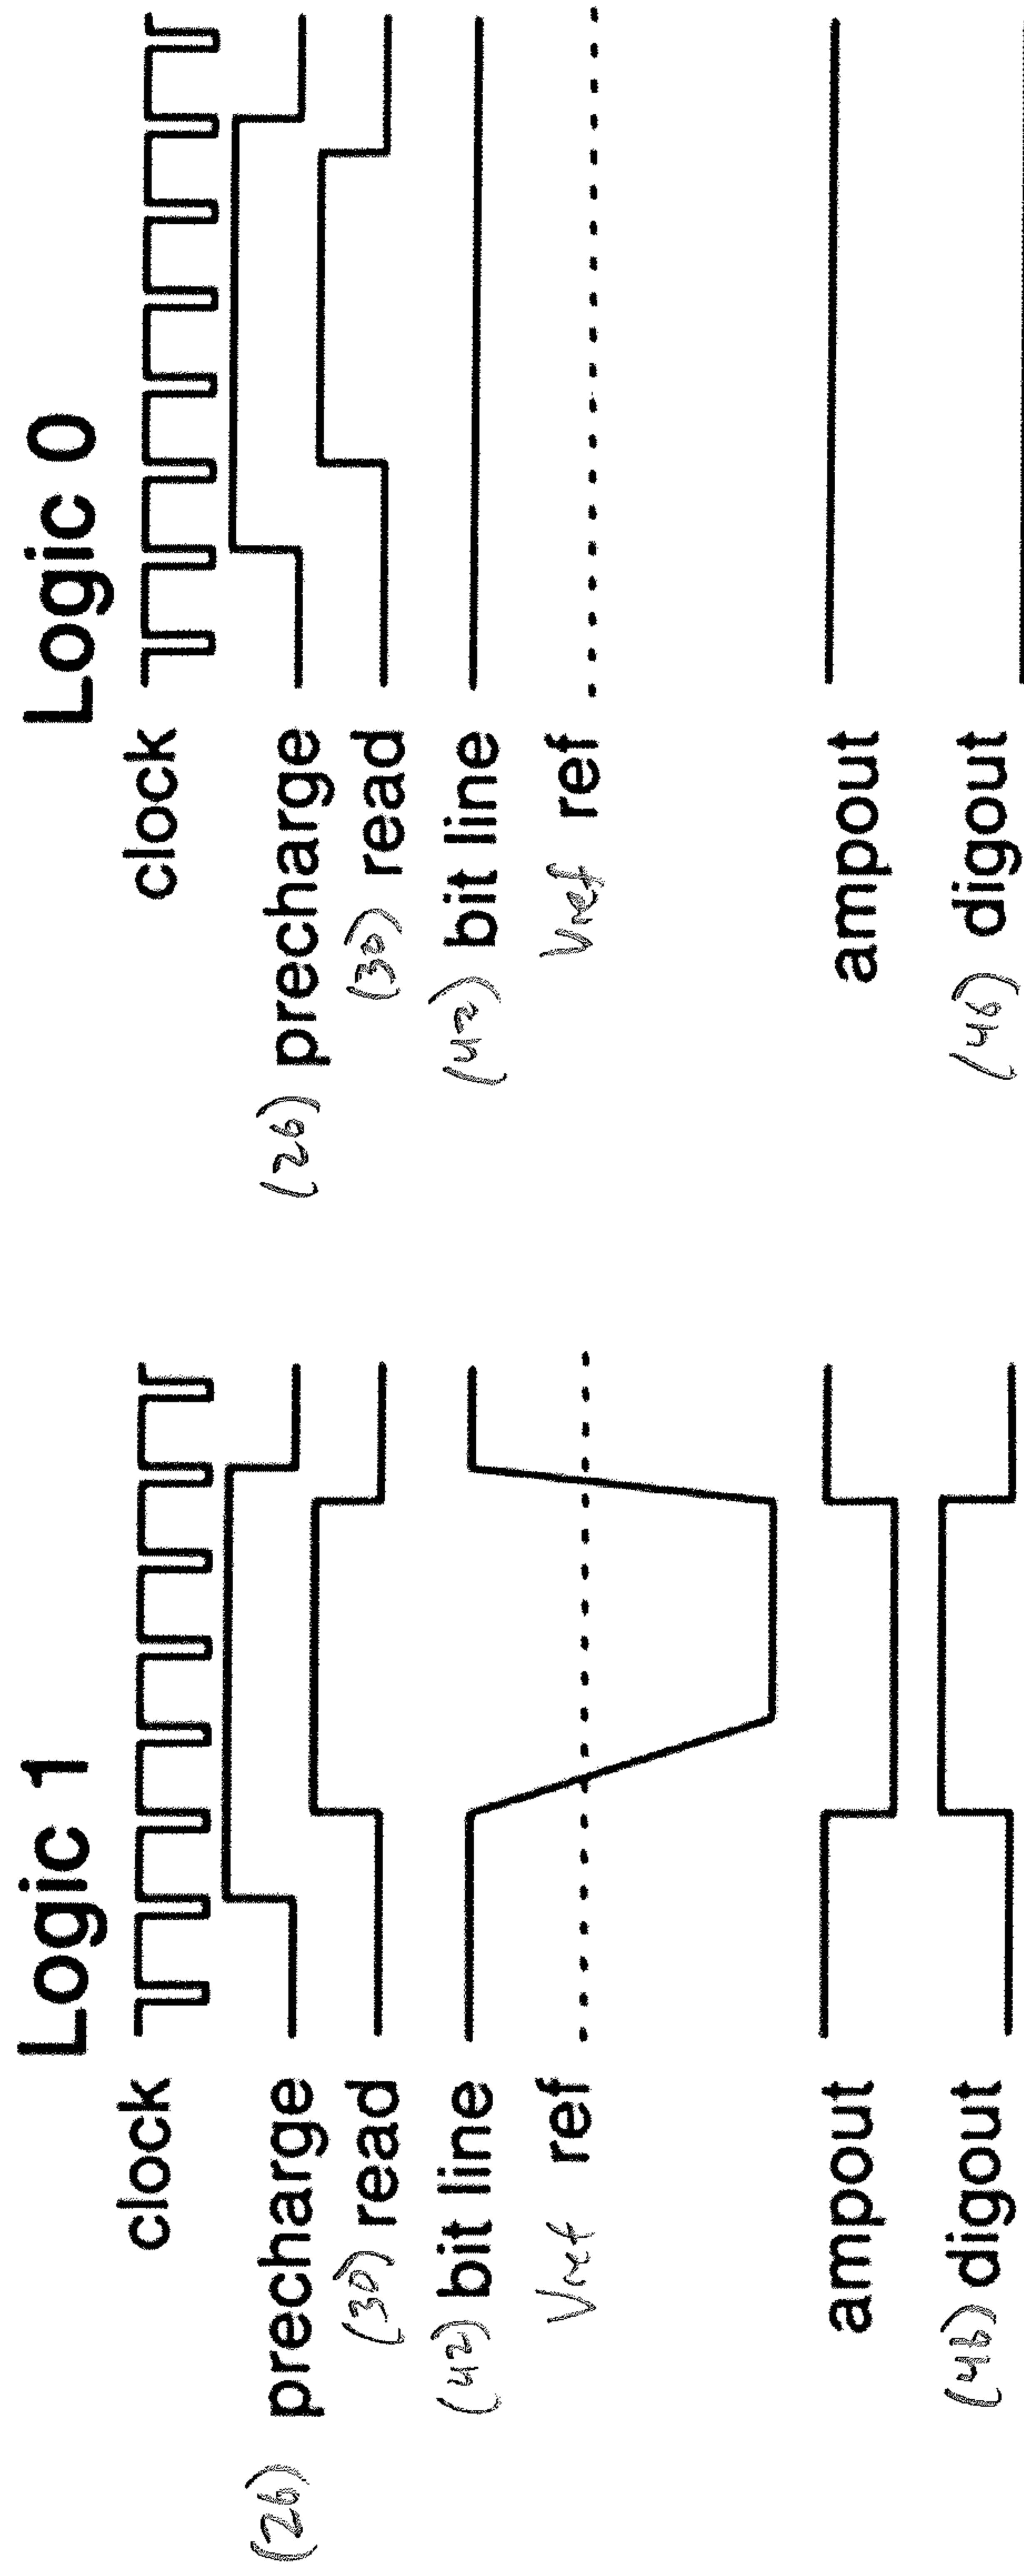 Logic 1
clock
(26) precharge
(30) read
(42) bit line
Vref ref
ampout
(46) digout
Logic 0
clock
(26) precharge
(30) read
(42) bit line
Vref ref
ampout
(46) digout